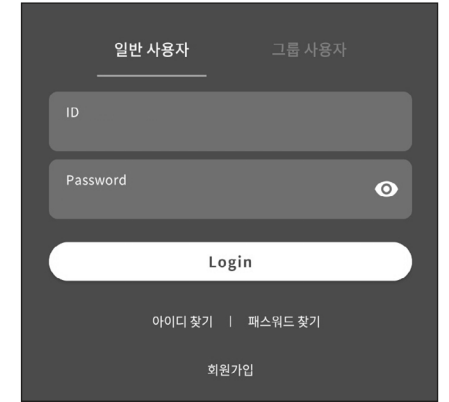 일반 사용자 그룹 사용자
ID
Password
Login
아이디 찾기 | 패스워드 찾기
회원가입